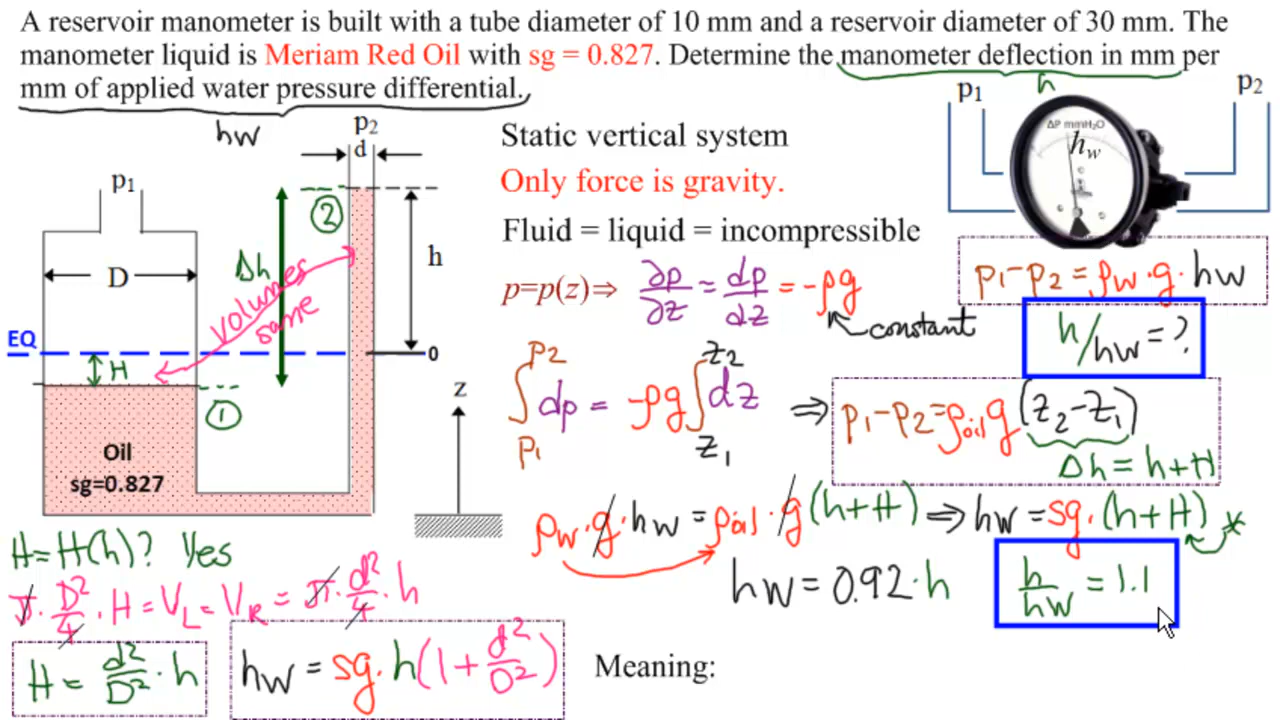 A reservoir manometer is built with a tube diameter of 10 mm and a reservoir diameter of 30 mm. The
manometer liquid is Meriam Red Oil with sg = 0.827. Determine the manometer deflection in mm per
mm of applied water pressure differential.
h
hw
p₁
p₂
ΔP mmH₂O
h_w
p₂
d
p₁
D
②
Δh
h
volumes
same
EQ
H
0
①
Oil
sg=0.827
z
Static vertical system
Only force is gravity.
Fluid = liquid = incompressible
p=p(z)⇒ ∂p/∂z = dp/dz = -ρg
constant
∫_{p1}^{p2} dp = -ρg ∫_{z1}^{z2} dz ⇒ p1-p2=ρoil g (z2-z1)
Δh = h+H
p1-p2 = ρw·g·hw
h/hw = ?
ρw·g·hw = ρoil·g (h+H) ⇒ hw = sg·(h+H) *
hw = 0.92·h
h/hw = 1.1
H = H(h)? Yes
π·D²/4·H = VL = VR = π·d²/4·h
H = d²/D²·h
hw = sg·h(1+d²/D²)
Meaning: